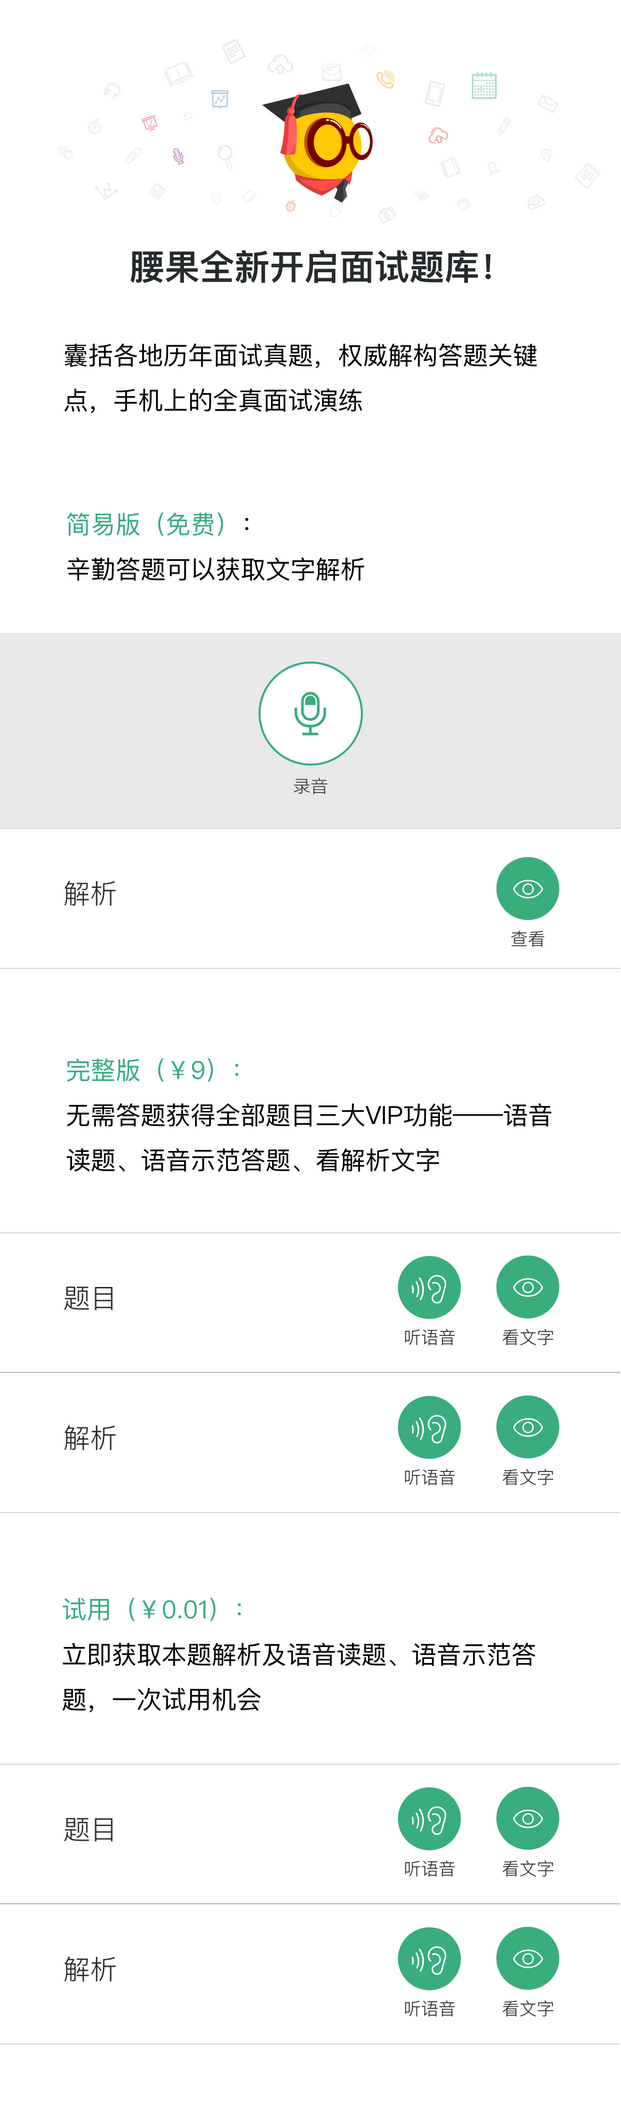 腰果全新开启面试题库！
囊括各地历年面试真题，权威解构答题关键
点，手机上的全真面试演练
简易版（免费）：
辛勤答题可以获取文字解析
录音
解析
查看
完整版（¥9）：
无需答题获得全部题目三大VIP功能——语音
读题、语音示范答题、看解析文字
题目
听语音 看文字
解析
听语音 看文字
试用（¥0.01）：
立即获取本题解析及语音读题、语音示范答
题，一次试用机会
题目
听语音 看文字
解析
听语音 看文字